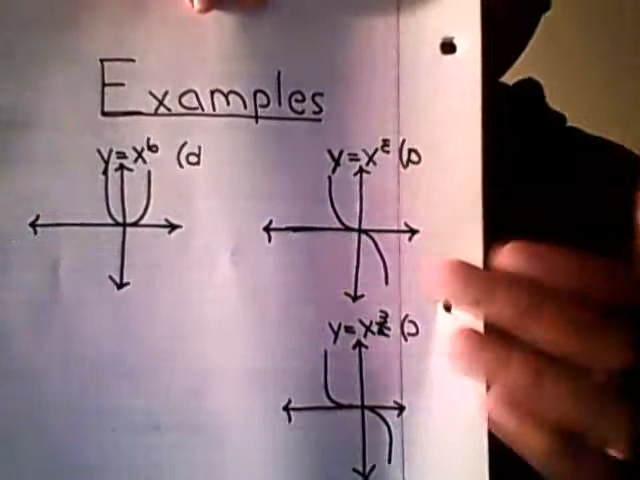 Examples
y=x⁶ (d
y=x³ (a
y=x (c